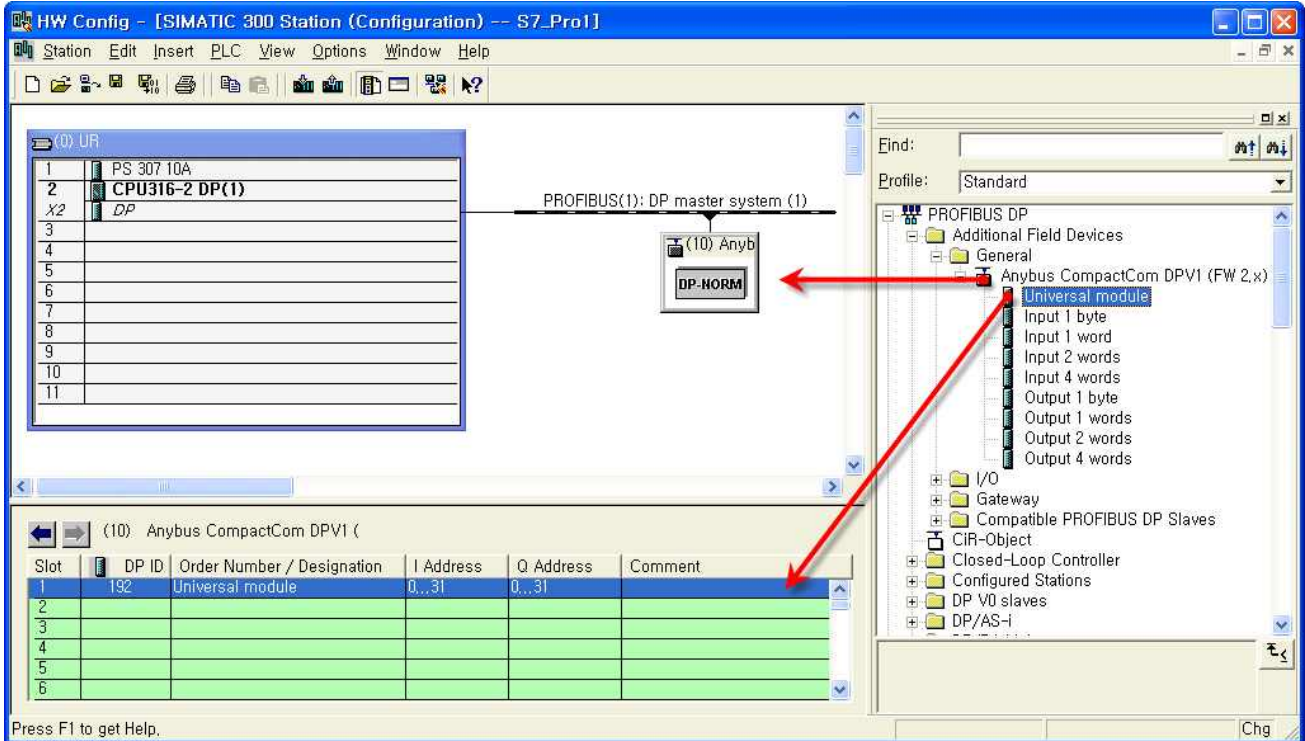 HW Config - [SIMATIC 300 Station (Configuration) -- S7_Pro1]
Station Edit Insert PLC View Options Window Help
(0) UR
1 PS 307 10A
2 CPU316-2 DP(1)
X2 DP
3
4
5
6
7
8
9
10
11
PROFIBUS(1): DP master system (1)
(10) Anyb
DP-NORM
Find:
Profile: Standard
PROFIBUS DP
Additional Field Devices
General
Anybus CompactCom DPV1 (FW 2.x)
Universal module
Input 1 byte
Input 1 word
Input 2 words
Input 4 words
Output 1 byte
Output 1 words
Output 2 words
Output 4 words
I/O
Gateway
Compatible PROFIBUS DP Slaves
CiR-Object
Closed-Loop Controller
Configured Stations
DP V0 slaves
DP/AS-i
(10) Anybus CompactCom DPV1 (
Slot DP ID Order Number / Designation I Address Q Address Comment
1 192 Universal module 0...31 0...31
2
3
4
5
6
Press F1 to get Help.
Chg